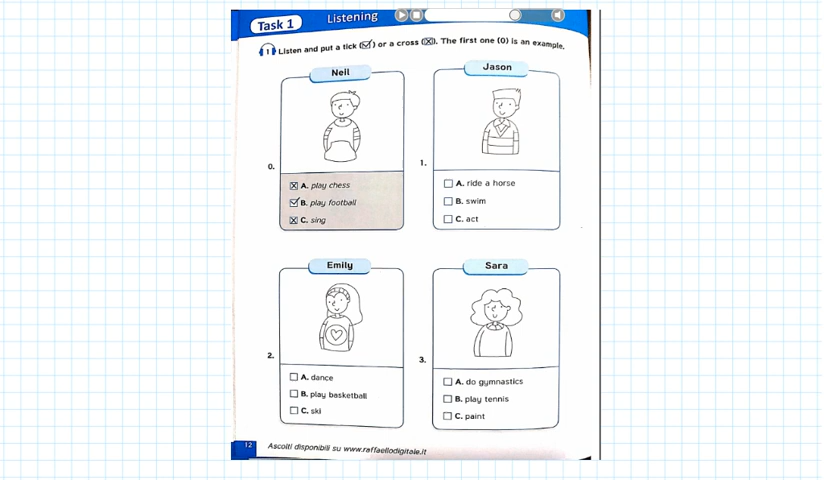 Task 1
Listening
1 Listen and put a tick (☑) or a cross (☒). The first one (0) is an example.
Neil
0.
☒ A. play chess
☑ B. play football
☒ C. sing
Jason
1.
☐ A. ride a horse
☐ B. swim
☐ C. act
Emily
2.
☐ A. dance
☐ B. play basketball
☐ C. ski
Sara
3.
☐ A. do gymnastics
☐ B. play tennis
☐ C. paint
12
Ascolti disponibili su www.raffaellodigitale.it